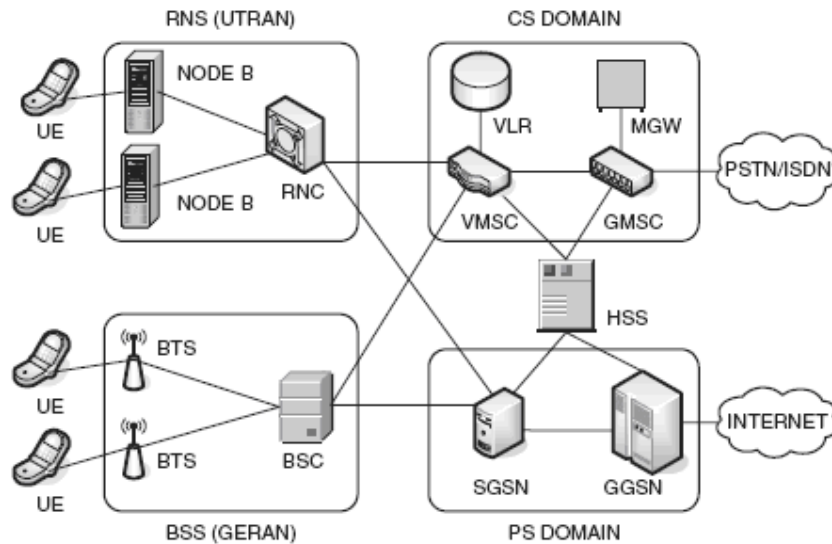 RNS (UTRAN)
CS DOMAIN
NODE B
UE
VLR
MGW
UE
NODE B
RNC
VMSC
GMSC
PSTN/ISDN
HSS
BTS
UE
BTS
UE
BSC
SGSN
GGSN
INTERNET
BSS (GERAN)
PS DOMAIN